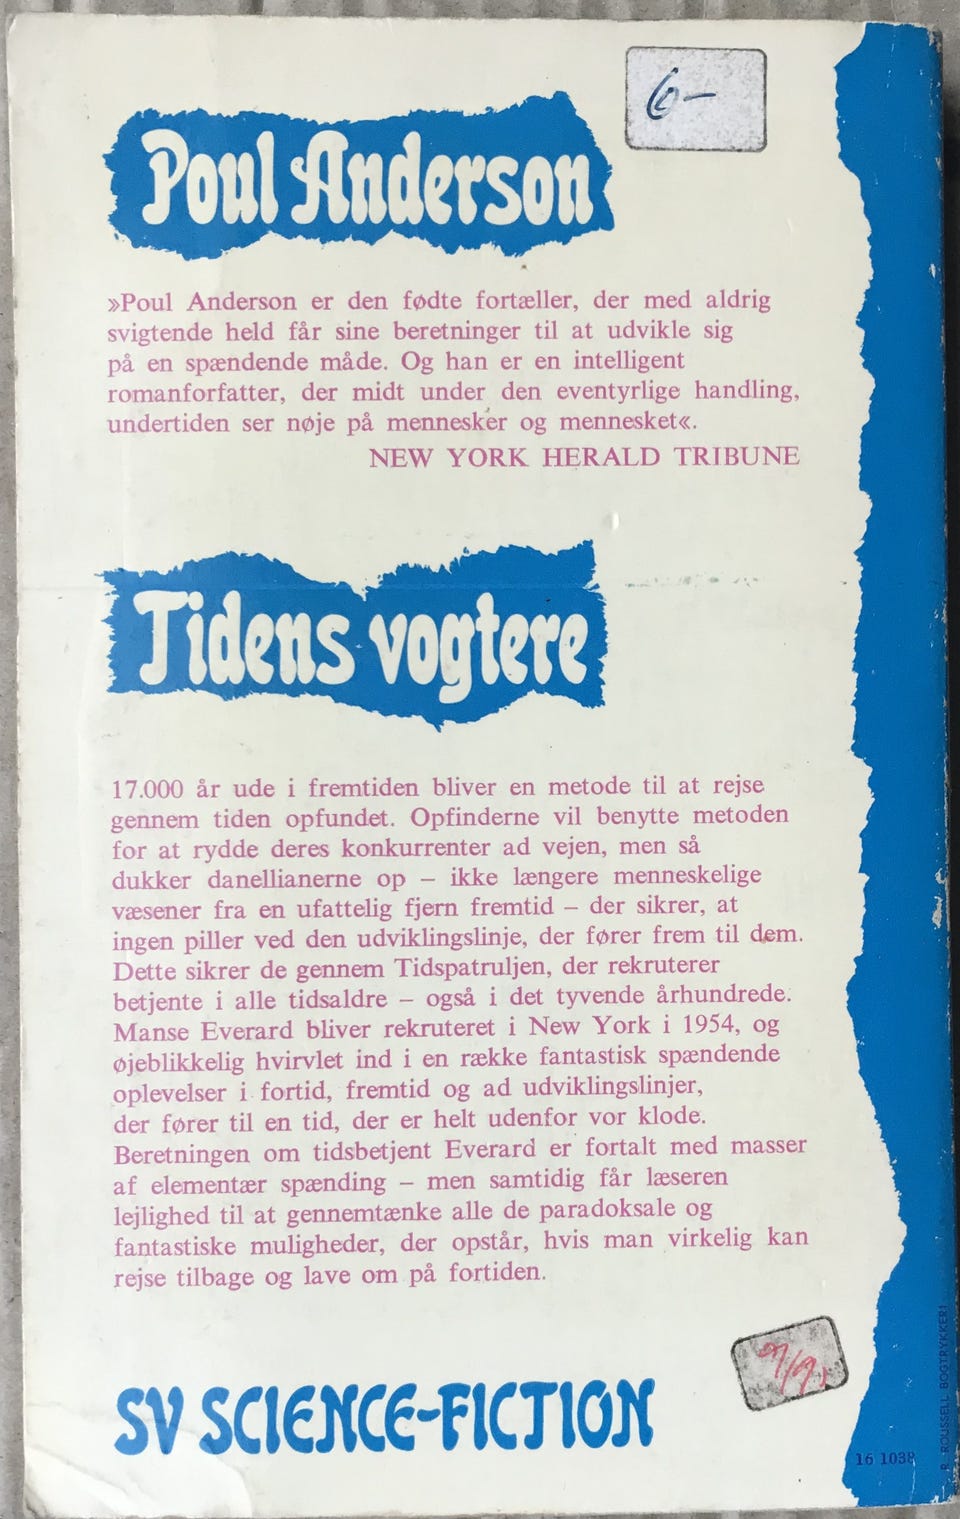 6-
Poul Anderson
»Poul Anderson er den fødte fortæller, der med aldrig
svigtende held får sine beretninger til at udvikle sig
på en spændende måde. Og han er en intelligent
romanforfatter, der midt under den eventyrlige handling,
undertiden ser nøje på mennesker og mennesket«.
NEW YORK HERALD TRIBUNE
Tidens vogtere
17.000 år ude i fremtiden bliver en metode til at rejse
gennem tiden opfundet. Opfinderne vil benytte metoden
for at rydde deres konkurrenter ad vejen, men så
dukker danellianerne op – ikke længere menneskelige
væsener fra en ufattelig fjern fremtid – der sikrer, at
ingen piller ved den udviklingslinje, der fører frem til dem.
Dette sikrer de gennem Tidspatruljen, der rekruterer
betjente i alle tidsaldre – også i det tyvende århundrede.
Manse Everard bliver rekruteret i New York i 1954, og
øjeblikkelig hvirvlet ind i en række fantastisk spændende
oplevelser i fortid, fremtid og ad udviklingslinjer,
der fører til en tid, der er helt udenfor vor klode.
Beretningen om tidsbetjent Everard er fortalt med masser
af elementær spænding – men samtidig får læseren
lejlighed til at gennemtænke alle de paradoksale og
fantastiske muligheder, der opstår, hvis man virkelig kan
rejse tilbage og lave om på fortiden.
SV SCIENCE-FICTION
16 1038
R. ROUSSELL BOGTRYKKERI